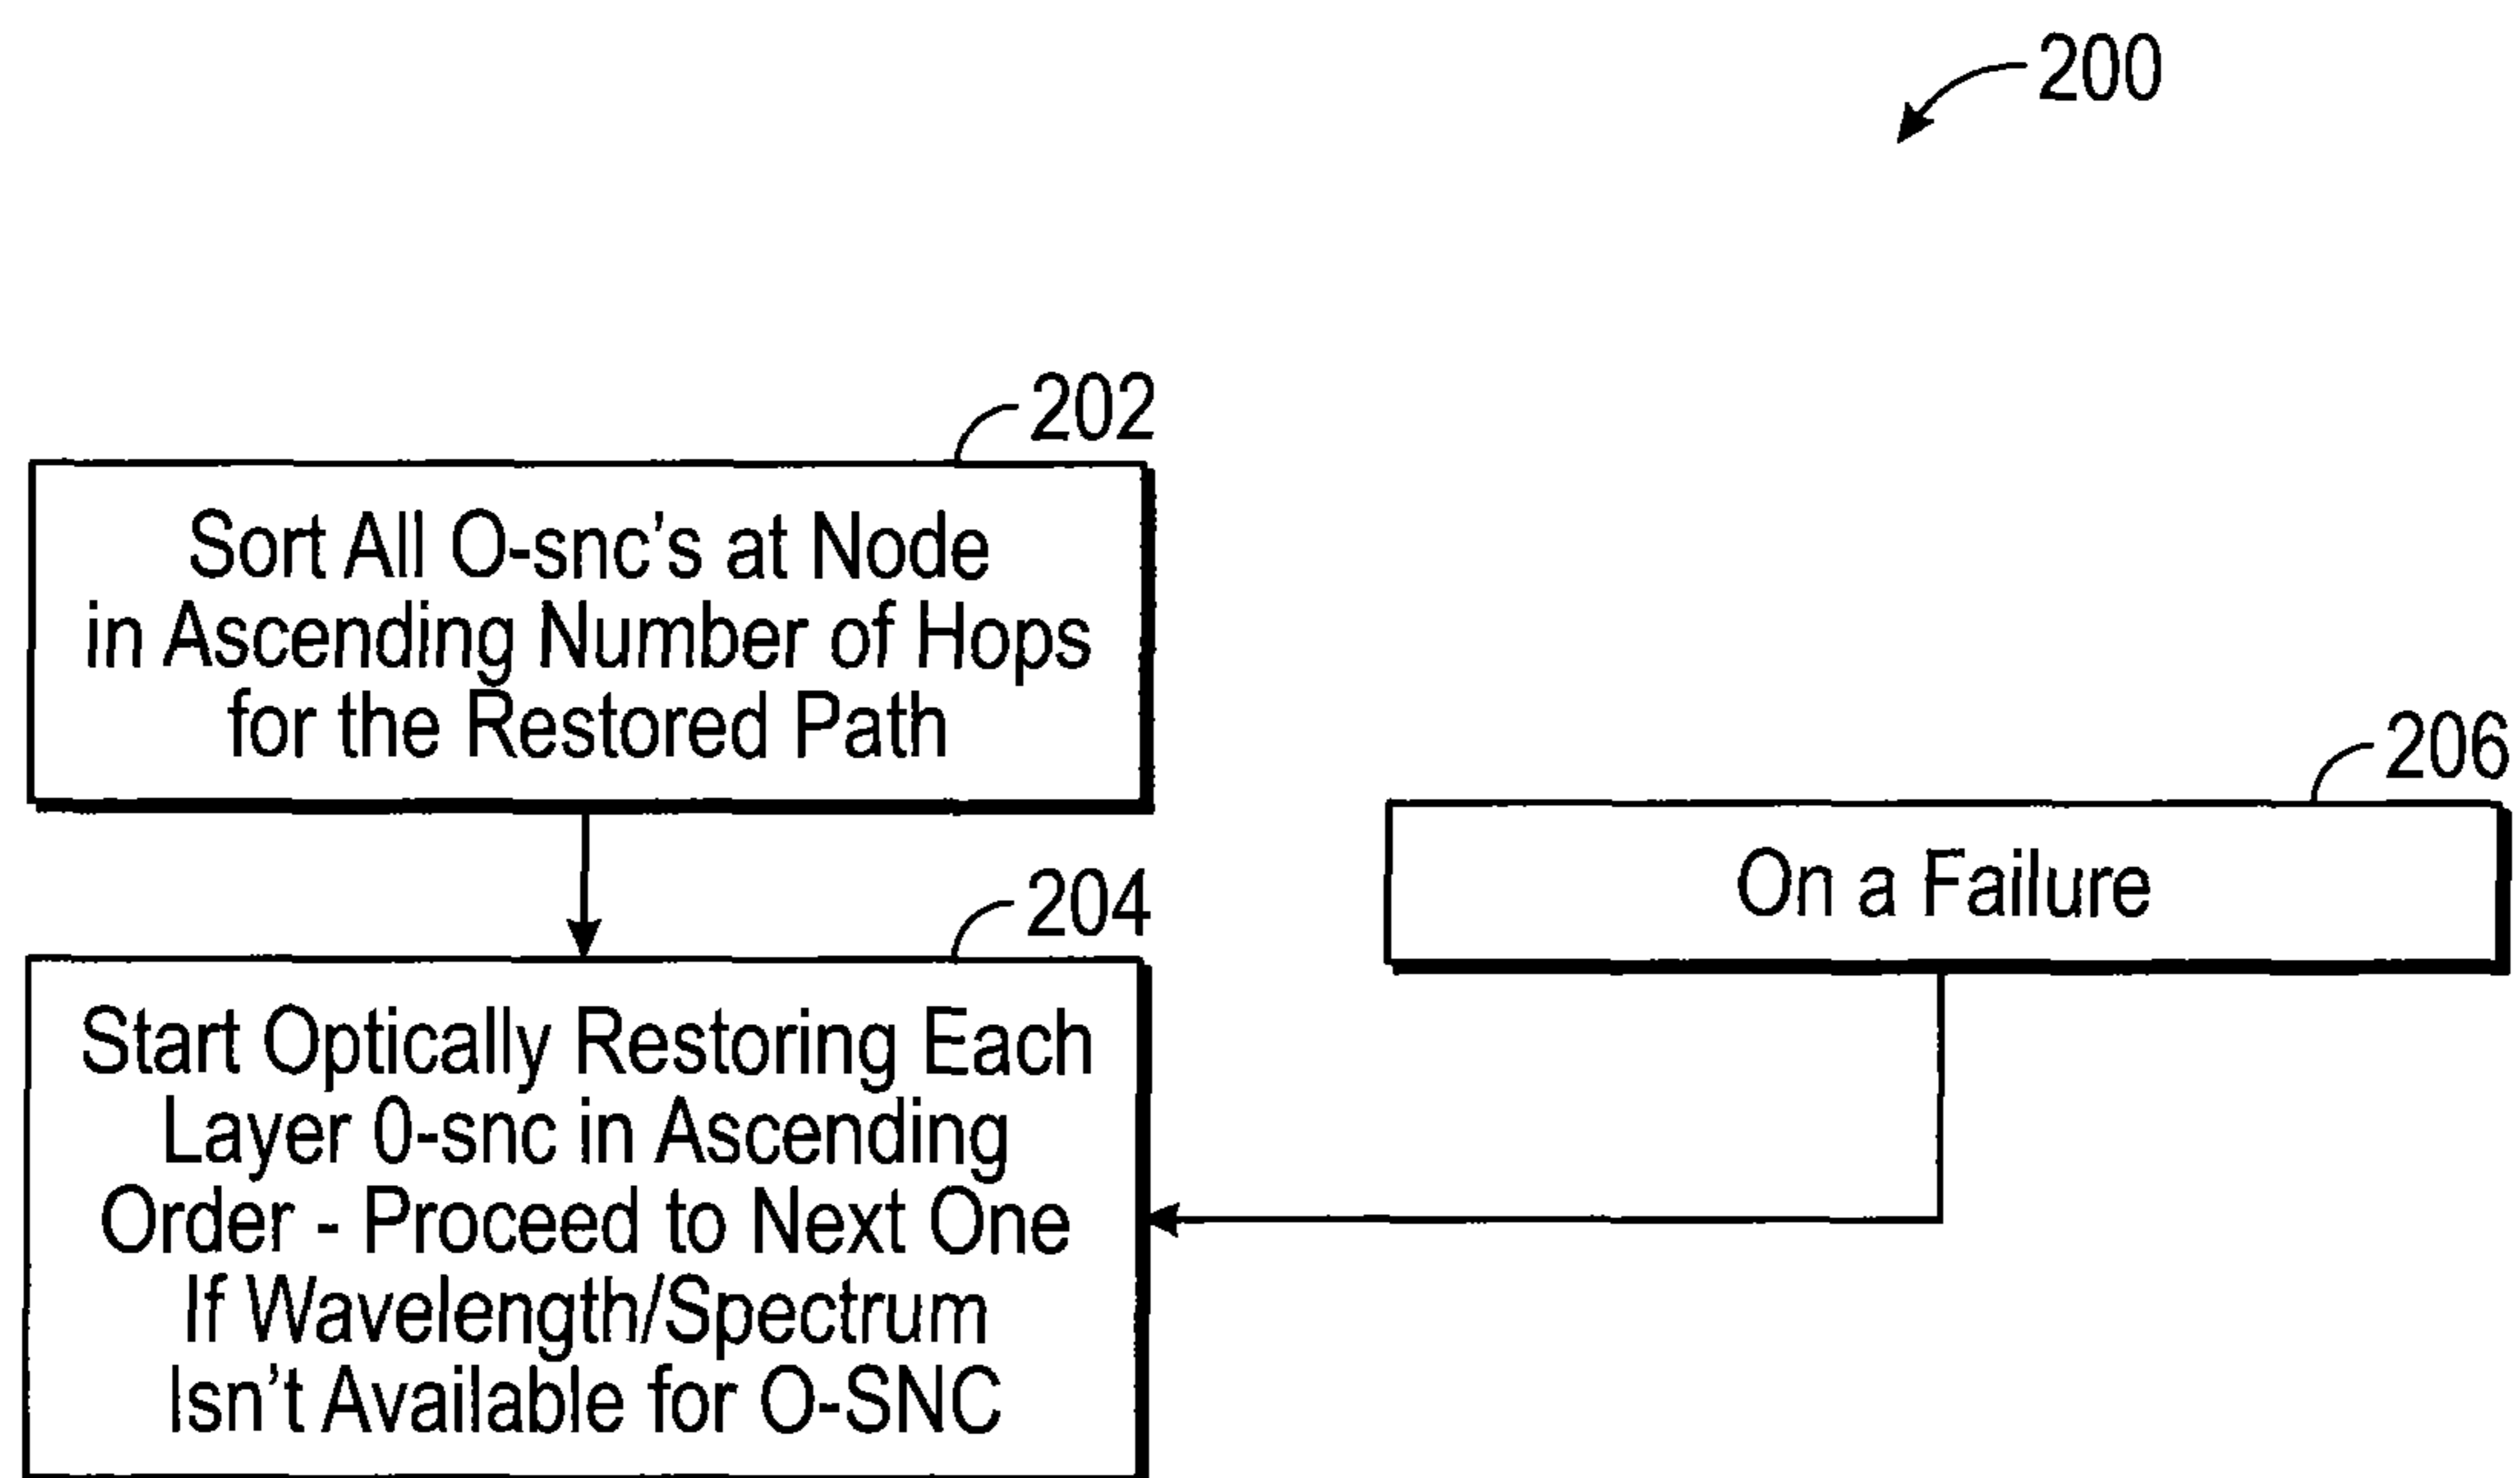 200
202
Sort All O-snc's at Node
in Ascending Number of Hops
for the Restored Path
206
On a Failure
204
Start Optically Restoring Each
Layer 0-snc in Ascending
Order - Proceed to Next One
If Wavelength/Spectrum
Isn't Available for O-SNC